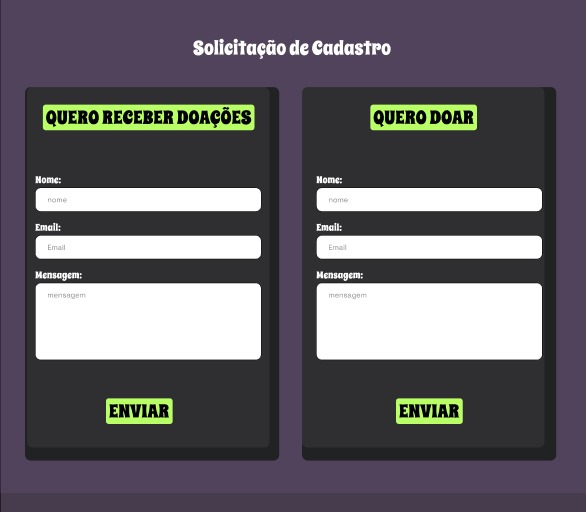 Solicitação de Cadastro
QUERO RECEBER DOAÇÕES
Nome:
nome
Email:
Email
Mensagem:
mensagem
ENVIAR
QUERO DOAR
Nome:
nome
Email:
Email
Mensagem:
mensagem
ENVIAR